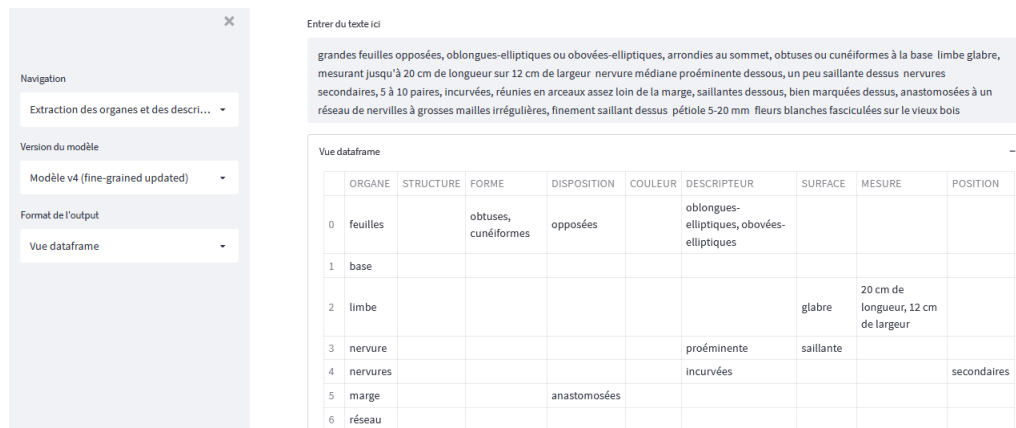 ×
Navigation
Extraction des organes et des descri...
Version du modèle
Modèle v4 (fine-grained updated)
Format de l'output
Vue dataframe
Entrer du texte ici
grandes feuilles opposées, oblongues-elliptiques ou obovées-elliptiques, arrondies au sommet, obtuses ou cunéiformes à la base  limbe glabre,
mesurant jusqu'à 20 cm de longueur sur 12 cm de largeur  nervure médiane proéminente dessous, un peu saillante dessus  nervures
secondaires, 5 à 10 paires, incurvées, réunies en arceaux assez loin de la marge, saillantes dessous, bien marquées dessus, anastomosées à un
réseau de nervilles à grosses mailles irrégulières, finement saillant dessus  pétiole 5-20 mm  fleurs blanches fasciculées sur le vieux bois
Vue dataframe −
ORGANE STRUCTURE FORME DISPOSITION COULEUR DESCRIPTEUR SURFACE MESURE POSITION
0 feuilles obtuses, cunéiformes opposées oblongues-elliptiques, obovées-elliptiques
1 base
2 limbe glabre 20 cm de longueur, 12 cm de largeur
3 nervure proéminente saillante
4 nervures incurvées secondaires
5 marge anastomosées
6 réseau